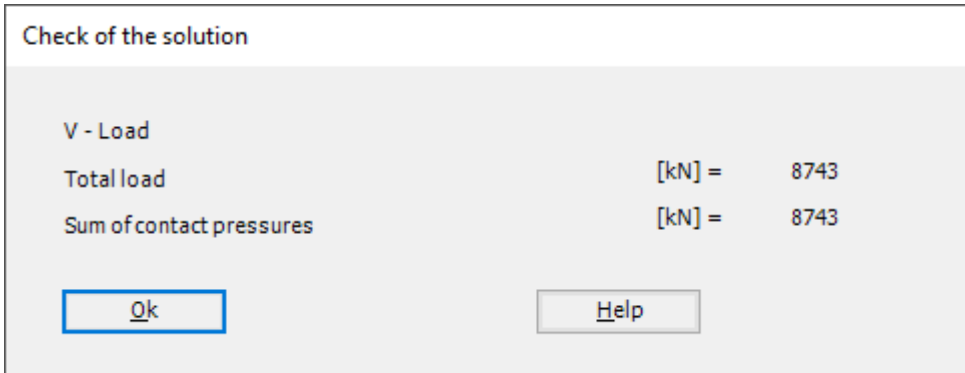 Check of the solution
V - Load
Total load [kN] = 8743
Sum of contact pressures [kN] = 8743
Ok Help